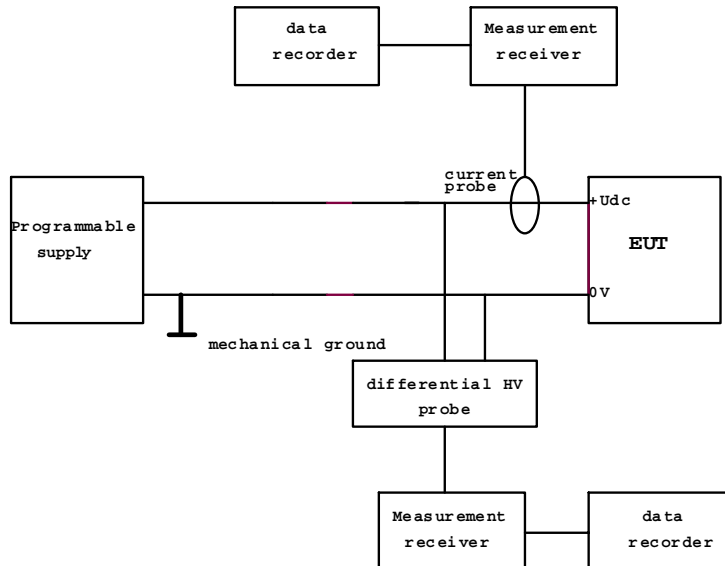 data
recorder
Measurement
receiver
current
probe
Programmable
supply
+Udc
EUT
0V
mechanical ground
differential HV
probe
Measurement
receiver
data
recorder